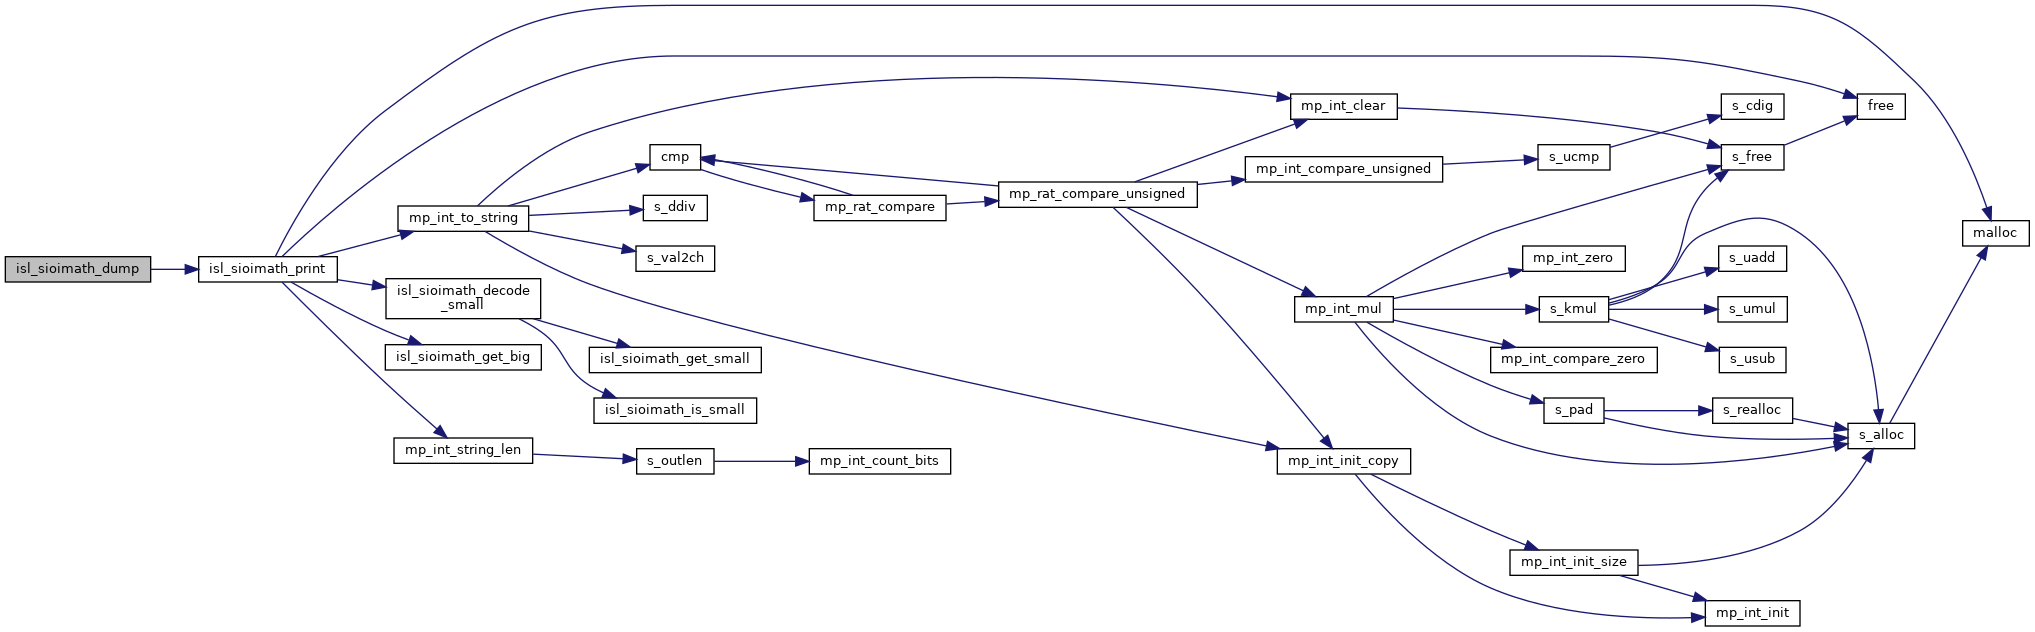 isl_sioimath_dump
isl_sioimath_print
mp_int_to_string
isl_sioimath_decode
_small
isl_sioimath_get_big
mp_int_string_len
cmp
s_ddiv
s_val2ch
isl_sioimath_get_small
isl_sioimath_is_small
s_outlen
mp_rat_compare
mp_int_count_bits
mp_rat_compare_unsigned
mp_int_clear
mp_int_compare_unsigned
mp_int_mul
mp_int_init_copy
s_ucmp
mp_int_zero
s_kmul
mp_int_compare_zero
s_pad
mp_int_init_size
s_cdig
s_free
s_uadd
s_umul
s_usub
s_realloc
mp_int_init
free
s_alloc
malloc